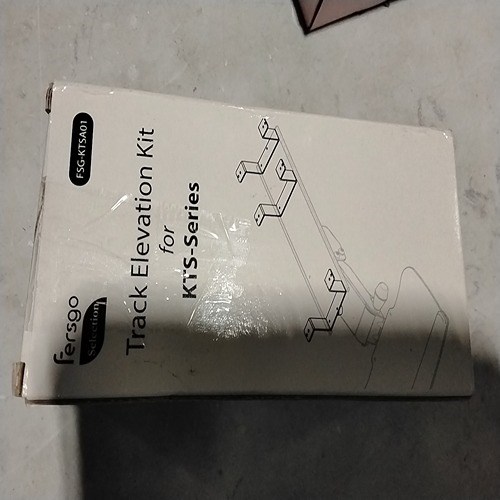 fersgo
Selection
FSG-KTSA01
Track Elevation Kit
for
KTS-Series